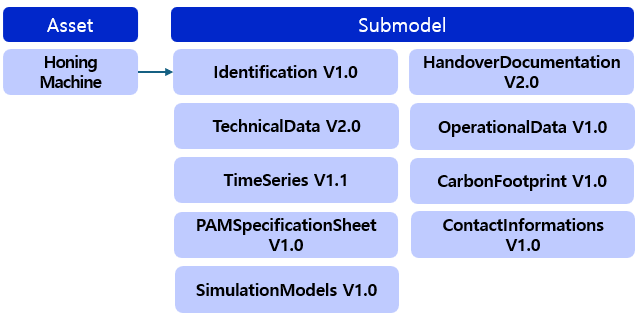 Asset
Submodel
Honing
Machine
Identification V1.0
HandoverDocumentation
V2.0
TechnicalData V2.0
OperationalData V1.0
TimeSeries V1.1
CarbonFootprint V1.0
PAMSpecificationSheet
V1.0
ContactInformations
V1.0
SimulationModels V1.0